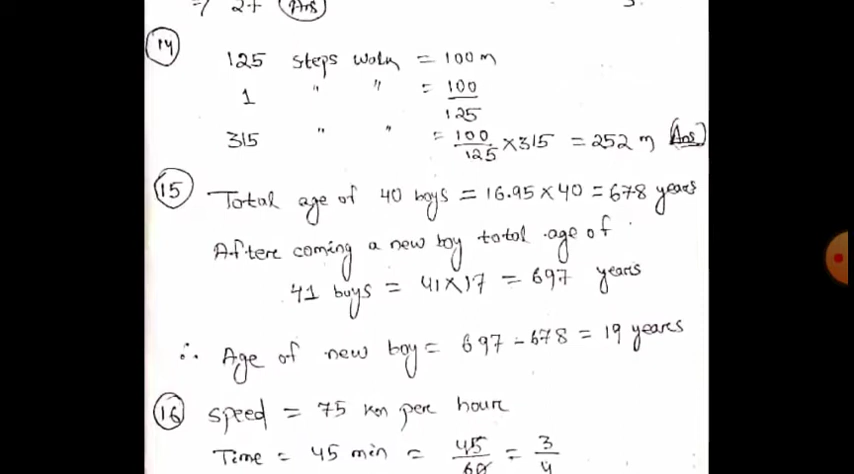 => 27 (Ans)
14
125 steps walk = 100 m
1 " " = 100/125
315 " " = 100/125 × 315 = 252 m Ans
15 Total age of 40 boys = 16.95 × 40 = 678 years
After coming a new boy total age of
41 boys = 41 × 17 = 697 years
∴ Age of new boy = 697 - 678 = 19 years
16 speed = 75 km per hour
Time = 45 min = 45/60 = 3/4